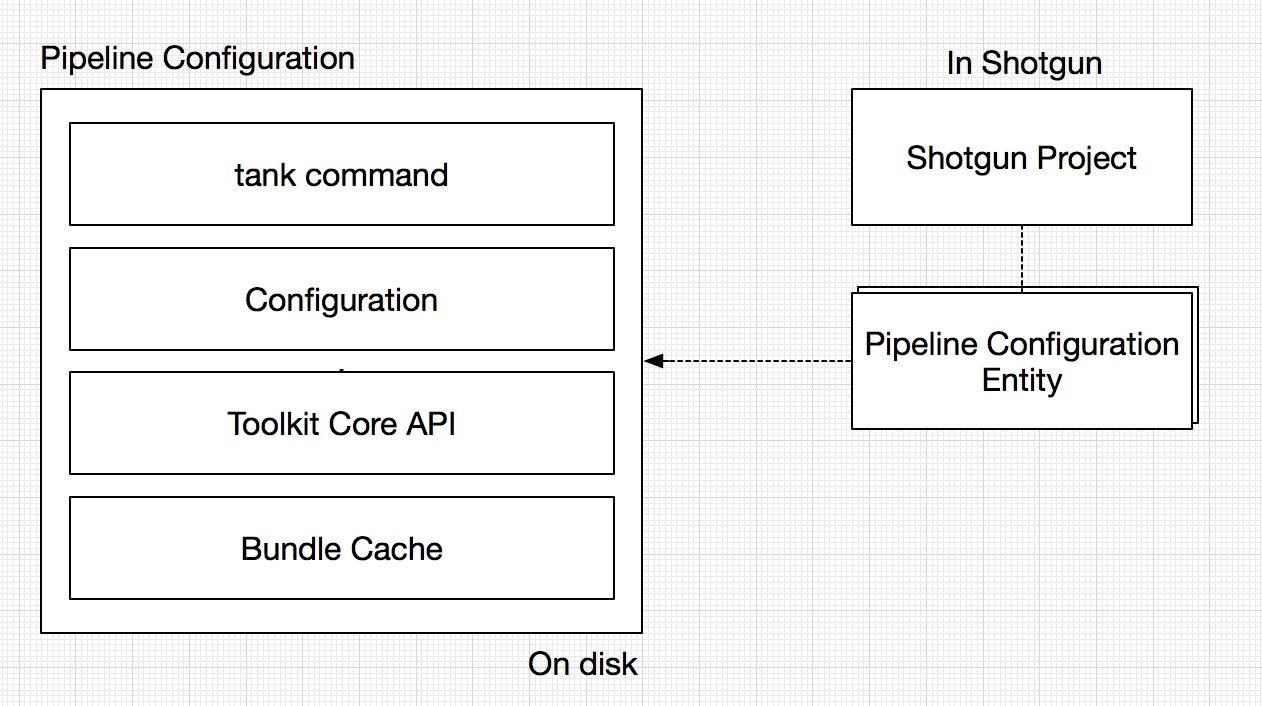 Pipeline Configuration
tank command
Configuration
Toolkit Core API
Bundle Cache
On disk
In Shotgun
Shotgun Project
Pipeline Configuration
Entity